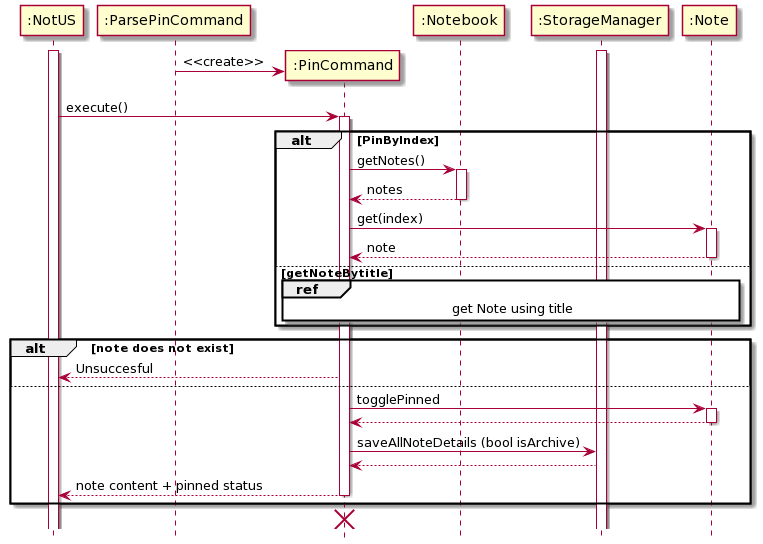 :NotUS :ParsePinCommand :Notebook :StorageManager :Note
<<create>> :PinCommand
execute()
alt [PinByIndex]
getNotes()
notes
get(index)
note
[getNoteBytitle]
ref
get Note using title
alt [note does not exist]
Unsuccesful
togglePinned
saveAllNoteDetails (bool isArchive)
note content + pinned status